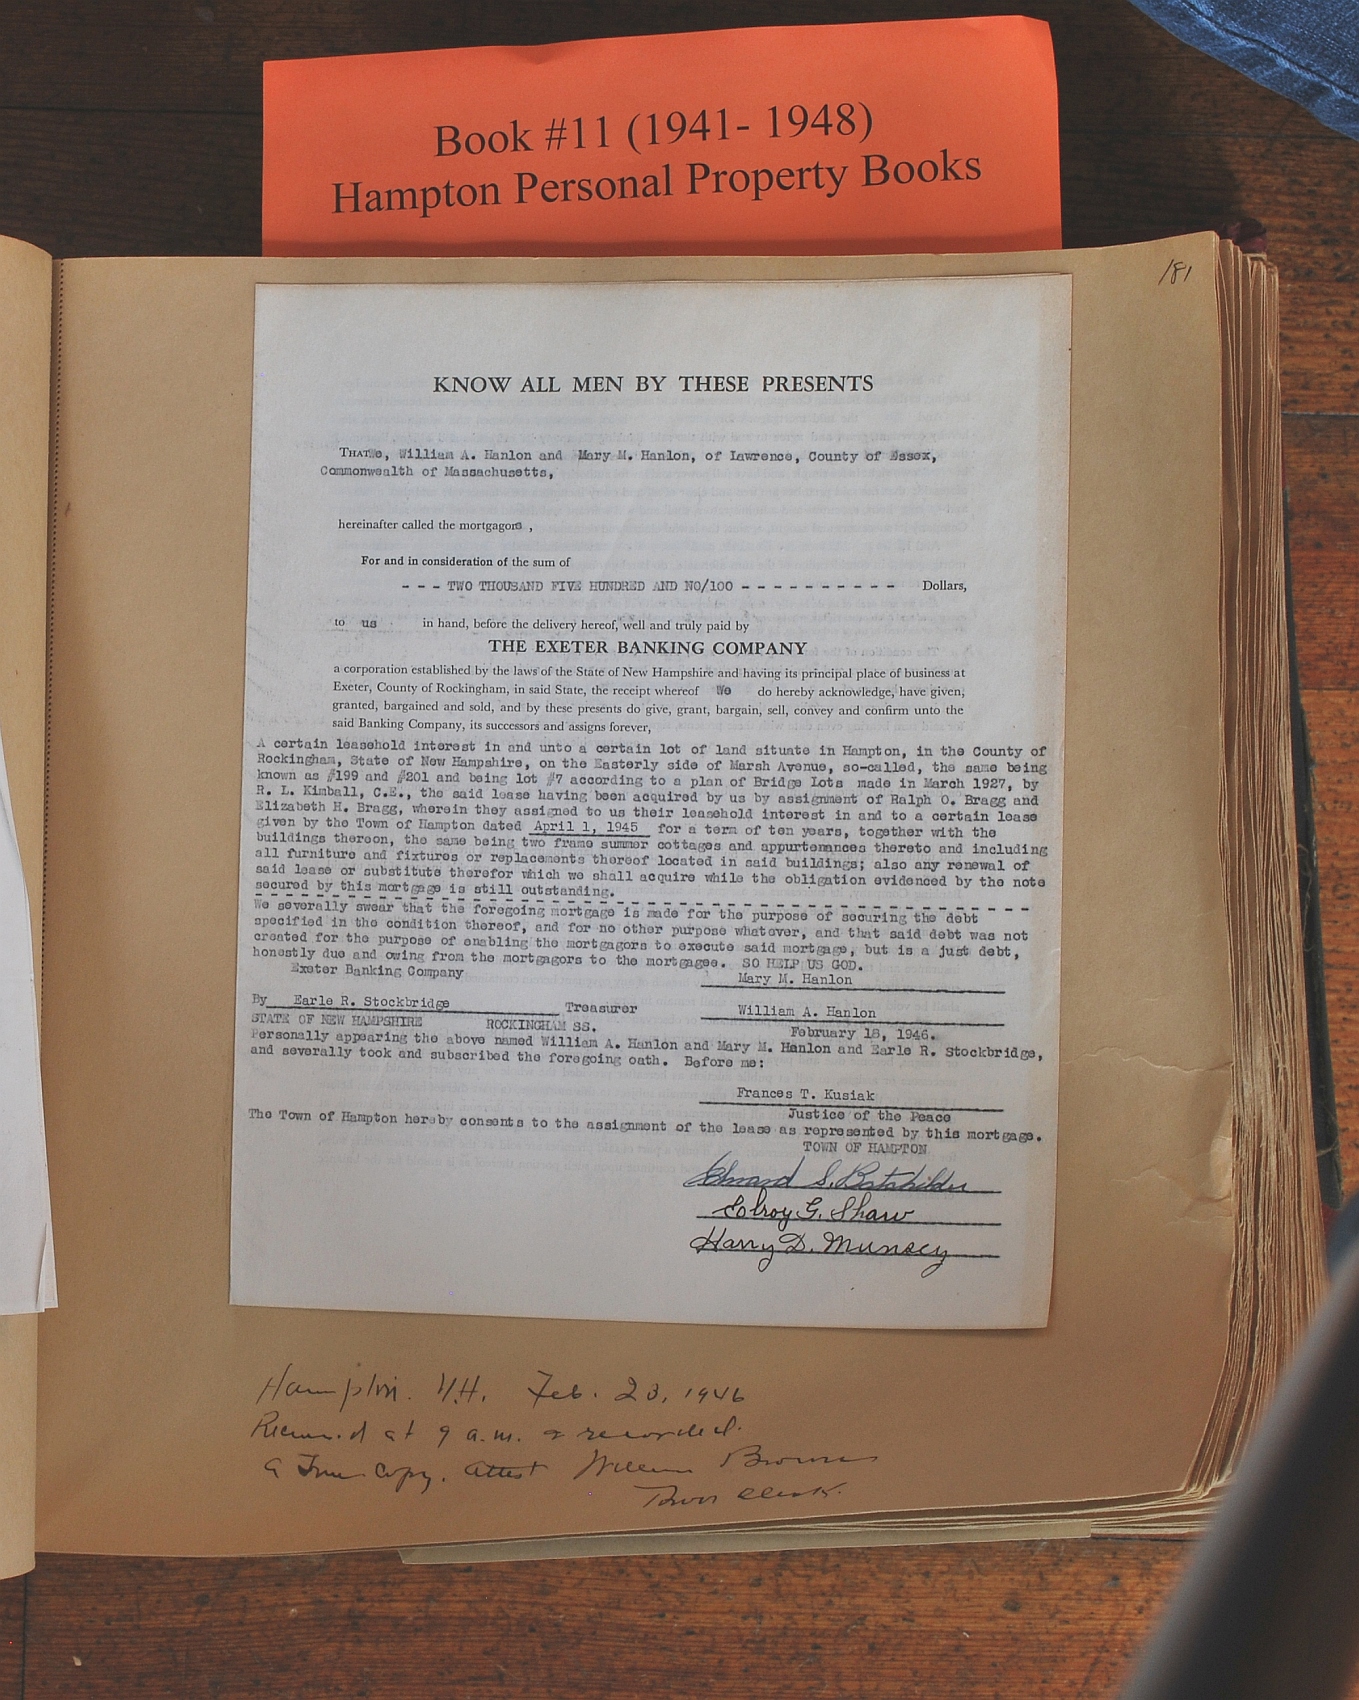 Book #11 (1941- 1948)
Hampton Personal Property Books
181
KNOW ALL MEN BY THESE PRESENTS
THAT We, William A. Hanlon and Mary M. Hanlon, of Lawrence, County of Essex,
Commonwealth of Massachusetts,
hereinafter called the mortgagors ,
For and in consideration of the sum of
- - - TWO THOUSAND FIVE HUNDRED AND NO/100 - - - - - - - - - - Dollars,
to us in hand, before the delivery hereof, well and truly paid by
THE EXETER BANKING COMPANY
a corporation established by the laws of the State of New Hampshire and having its principal place of business at
Exeter, County of Rockingham, in said State, the receipt whereof We do hereby acknowledge, have given,
granted, bargained and sold, and by these presents do give, grant, bargain, sell, convey and confirm unto the
said Banking Company, its successors and assigns forever,
A certain leasehold interest in and unto a certain lot of land situate in Hampton, in the County of
Rockingham, State of New Hampshire, on the Easterly side of Marsh Avenue, so-called, the same being
known as #199 and #201 and being lot #7 according to a plan of Bridge Lots made in March 1927, by
R. L. Kimball, C.E., the said lease having been acquired by us by assignment of Ralph O. Bragg and
Elizabeth H. Bragg, wherein they assigned to us their leasehold interest in and to a certain lease
given by the Town of Hampton dated April 1, 1945 for a term of ten years, together with the
buildings thereon, the same being two frame summer cottages and appurtenances thereto and including
all furniture and fixtures or replacements thereof located in said buildings; also any renewal of
said lease or substitute therefor which we shall acquire while the obligation evidenced by the note
secured by this mortgage is still outstanding.
We severally swear that the foregoing mortgage is made for the purpose of securing the debt
specified in the condition thereof, and for no other purpose whatever, and that said debt was not
created for the purpose of enabling the mortgagors to execute said mortgage, but is a just debt,
honestly due and owing from the mortgagors to the mortgagee. SO HELP US GOD.
Exeter Banking Company
Mary M. Hanlon
By Earle R. Stockbridge Treasurer
William A. Hanlon
STATE OF NEW HAMPSHIRE ROCKINGHAM SS. February 18, 1946.
Personally appearing the above named William A. Hanlon and Mary M. Hanlon and Earle R. Stockbridge,
and severally took and subscribed the foregoing oath. Before me:
Frances T. Kusiak
Justice of the Peace
The Town of Hampton hereby consents to the assignment of the lease as represented by this mortgage.
TOWN OF HAMPTON
Edward S. Batchilder
Eolroy G. Shaw
Harry D. Munsey
Hampton. N.H. Feb. 23, 1946
Received at 9 a.m. & recorded.
A True Copy. Attest William Brown
Town Clerk.